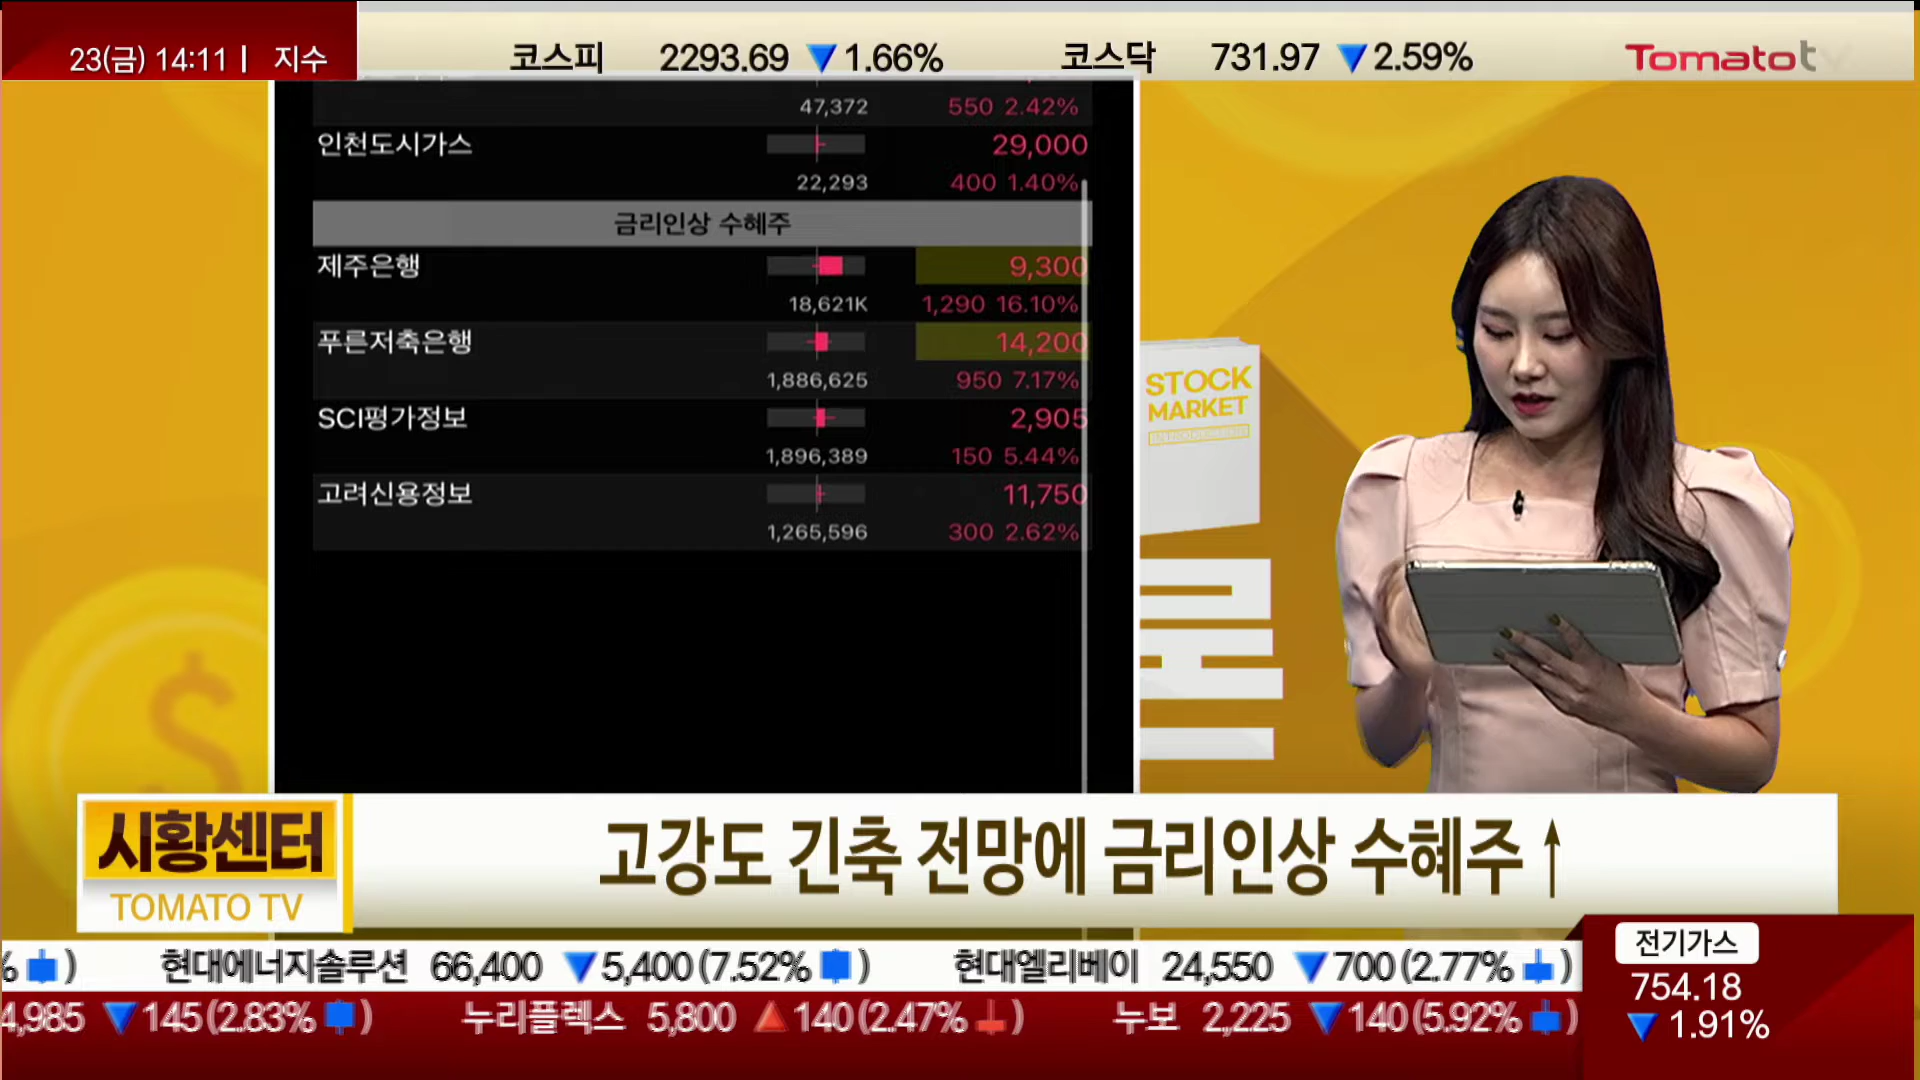 23(금) 14:11 | 지수
코스피 2293.69 ▼1.66%
코스닥 731.97 ▼2.59%
Tomatotv
47,372 550 2.42%
인천도시가스 29,000
22,293 400 1.40%
금리인상 수혜주
제주은행 9,300
18,621K 1,290 16.10%
푸른저축은행 14,200
1,886,625 950 7.17%
SCI평가정보 2,905
1,896,389 150 5.44%
고려신용정보 11,750
1,265,596 300 2.62%
STOCK
MARKET
시황센터
TOMATO TV
고강도 긴축 전망에 금리인상 수혜주↑
% ) 현대에너지솔루션 66,400 ▼5,400(7.52% ) 현대엘리베이 24,550 ▼700(2.77% )
4,985 ▼145(2.83% ) 누리플렉스 5,800 ▲140(2.47% ) 누보 2,225 ▼140(5.92% )
전기가스
754.18
▼ 1.91%